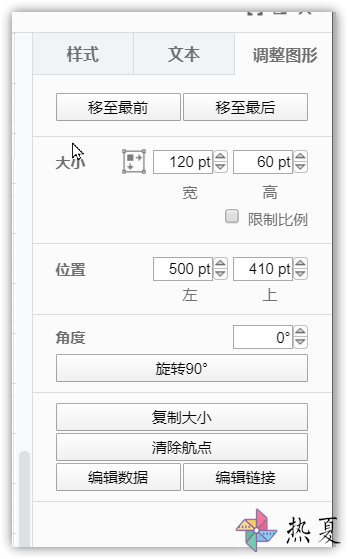 样式 文本 调整图形
移至最前 移至最后
大小 120 pt 60 pt
宽 高
限制比例
位置 500 pt 410 pt
左 上
角度 0°
旋转90°
复制大小
清除航点
编辑数据 编辑链接
热夏